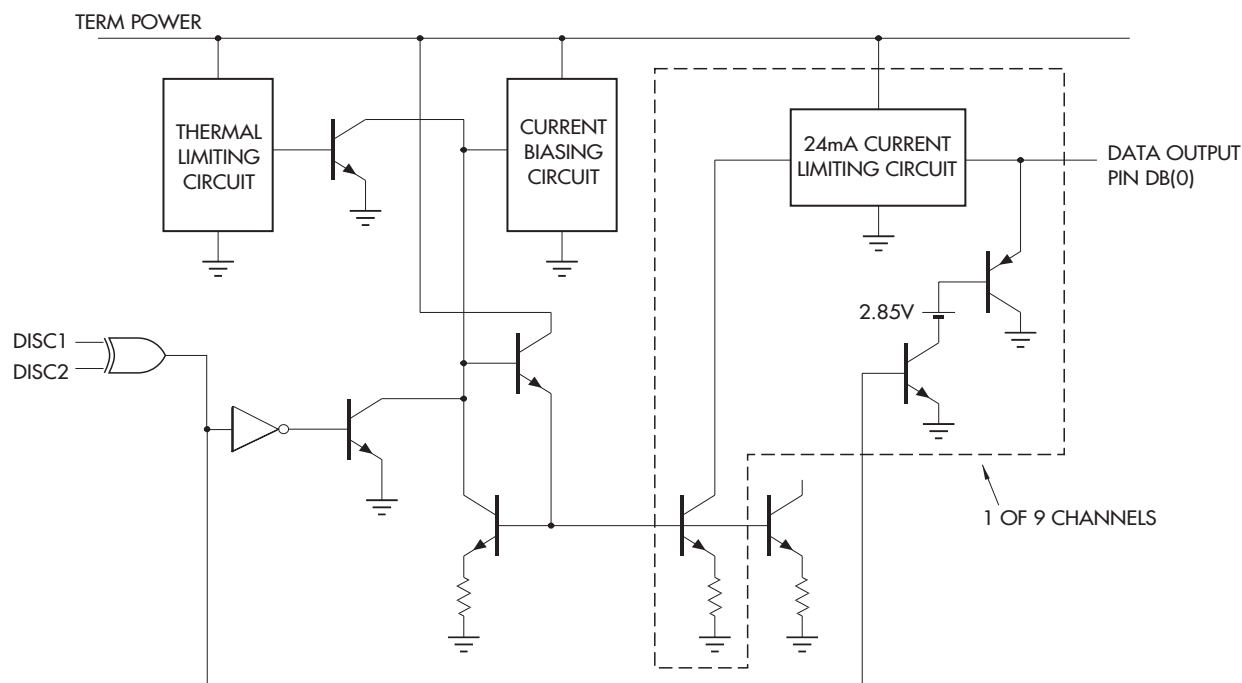 TERM POWER
THERMAL
LIMITING
CIRCUIT
CURRENT
BIASING
CIRCUIT
24mA CURRENT
LIMITING CIRCUIT
DATA OUTPUT
PIN DB(0)
2.85V
DISC1
DISC2
1 OF 9 CHANNELS